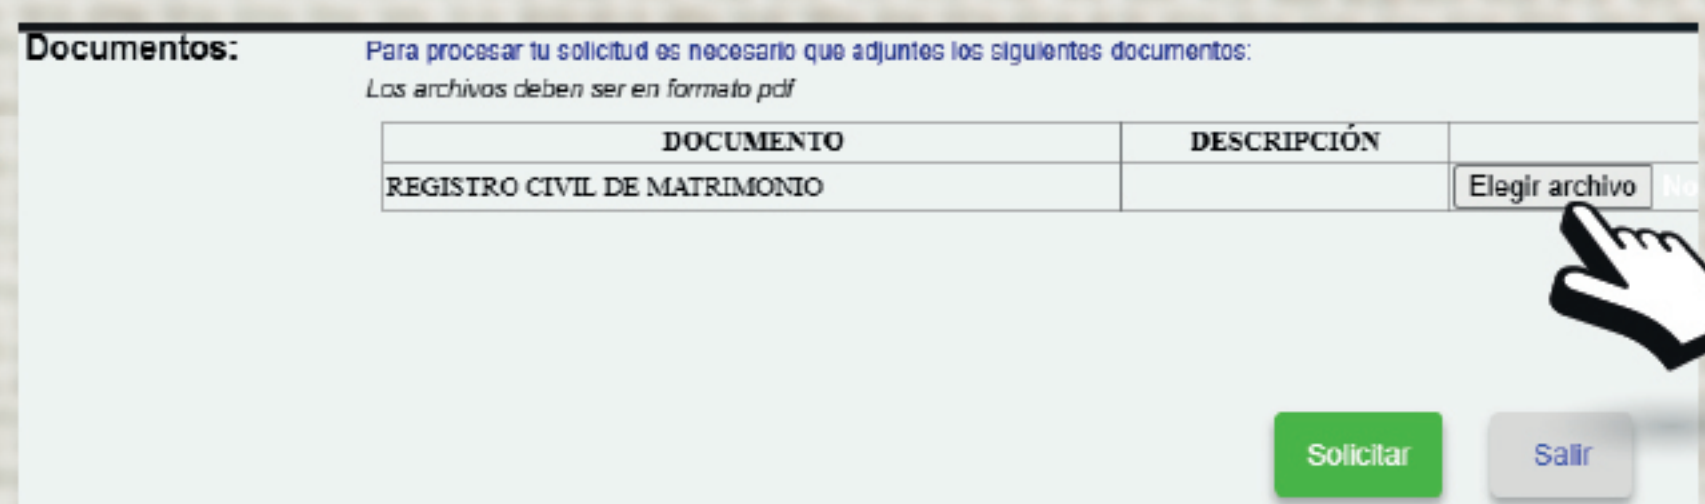 Documentos:
Para procesar tu solicitud es necesario que adjuntes los siguientes documentos:
Los archivos deben ser en formato pdf
DOCUMENTO DESCRIPCIÓN
REGISTRO CIVIL DE MATRIMONIO Elegir archivo No
Solicitar Salir